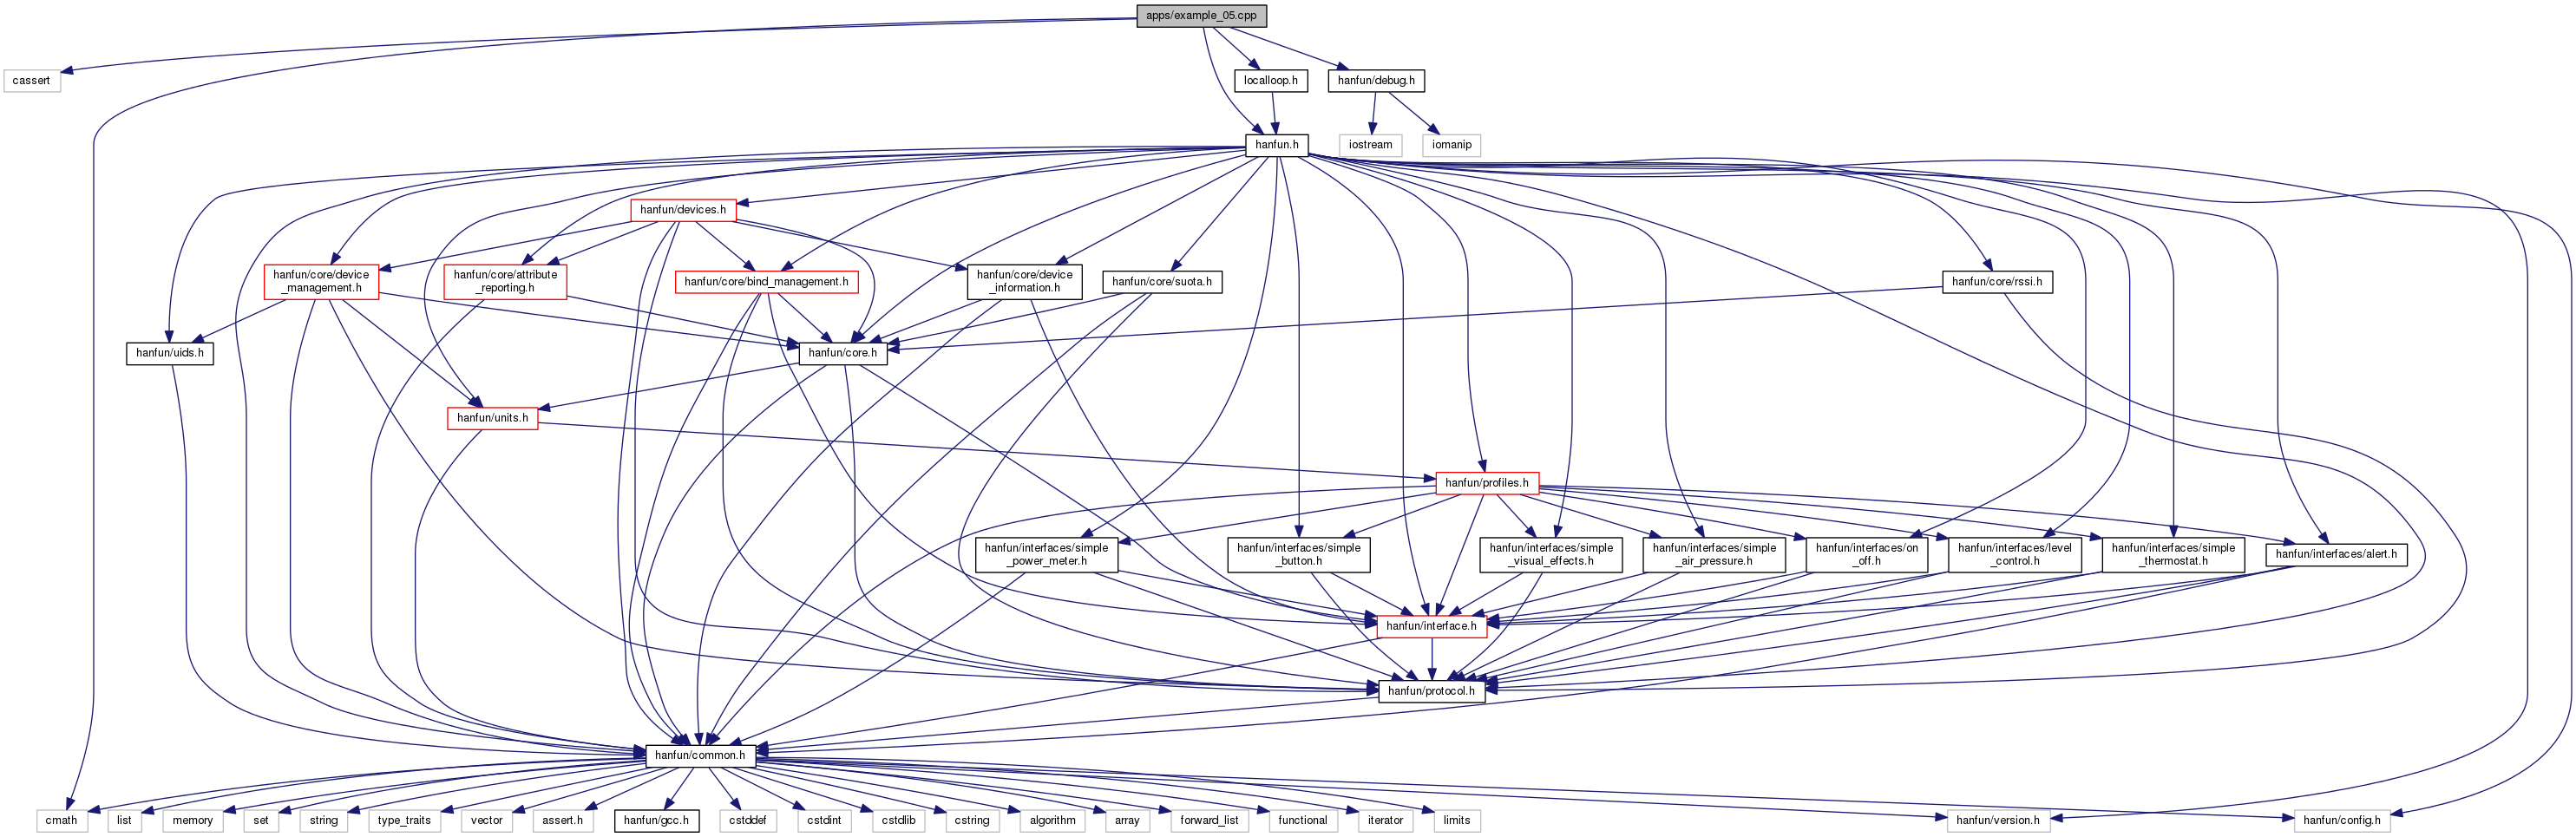 apps/example_05.cpp
cassert
localloop.h
hanfun/debug.h
hanfun.h
iostream
iomanip
hanfun/devices.h
hanfun/core/device
_management.h
hanfun/core/attribute
_reporting.h
hanfun/core/bind_management.h
hanfun/core/device
_information.h
hanfun/core/suota.h
hanfun/core/rssi.h
hanfun/uids.h
hanfun/core.h
hanfun/units.h
hanfun/profiles.h
hanfun/interfaces/simple
_power_meter.h
hanfun/interfaces/simple
_button.h
hanfun/interfaces/simple
_visual_effects.h
hanfun/interfaces/simple
_air_pressure.h
hanfun/interfaces/on
_off.h
hanfun/interfaces/level
_control.h
hanfun/interfaces/simple
_thermostat.h
hanfun/interfaces/alert.h
hanfun/interface.h
hanfun/protocol.h
hanfun/common.h
cmath
list
memory
set
string
type_traits
vector
assert.h
hanfun/gcc.h
cstddef
cstdint
cstdlib
cstring
algorithm
array
forward_list
functional
iterator
limits
hanfun/version.h
hanfun/config.h